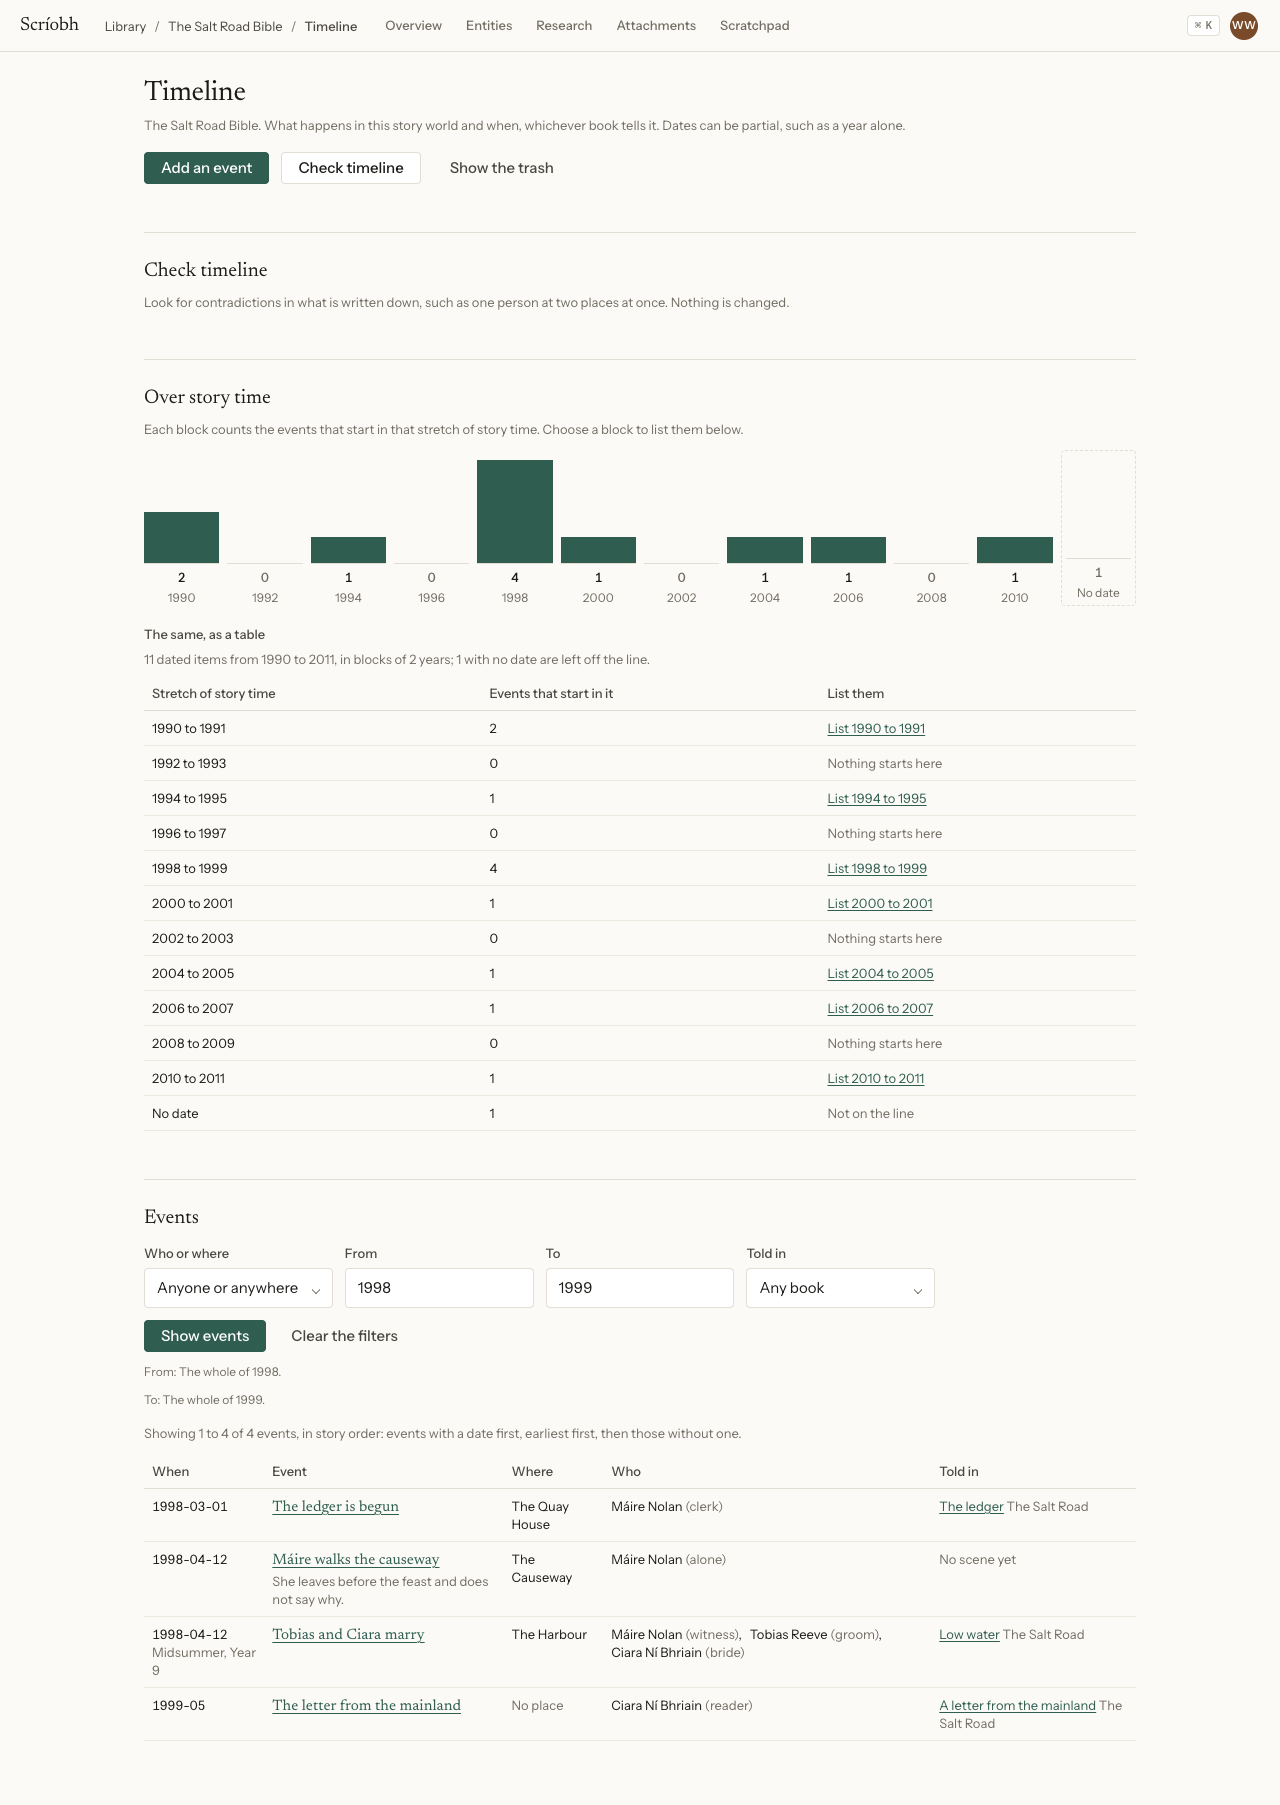 Scríobh Library / The Salt Road Bible / Timeline Overview Entities Research Attachments Scratchpad ⌘ K WW
Timeline
The Salt Road Bible. What happens in this story world and when, whichever book tells it. Dates can be partial, such as a year alone.
Add an event Check timeline Show the trash
Check timeline
Look for contradictions in what is written down, such as one person at two places at once. Nothing is changed.
Over story time
Each block counts the events that start in that stretch of story time. Choose a block to list them below.
2 0 1 0 4 1 0 1 1 0 1 1
1990 1992 1994 1996 1998 2000 2002 2004 2006 2008 2010 No date
The same, as a table
11 dated items from 1990 to 2011, in blocks of 2 years; 1 with no date are left off the line.
Stretch of story time Events that start in it List them
1990 to 1991 2 List 1990 to 1991
1992 to 1993 0 Nothing starts here
1994 to 1995 1 List 1994 to 1995
1996 to 1997 0 Nothing starts here
1998 to 1999 4 List 1998 to 1999
2000 to 2001 1 List 2000 to 2001
2002 to 2003 0 Nothing starts here
2004 to 2005 1 List 2004 to 2005
2006 to 2007 1 List 2006 to 2007
2008 to 2009 0 Nothing starts here
2010 to 2011 1 List 2010 to 2011
No date 1 Not on the line
Events
Who or where From To Told in
Anyone or anywhere 1998 1999 Any book
Show events Clear the filters
From: The whole of 1998.
To: The whole of 1999.
Showing 1 to 4 of 4 events, in story order: events with a date first, earliest first, then those without one.
When Event Where Who Told in
1998-03-01 The ledger is begun The Quay Máire Nolan (clerk) The ledger The Salt Road
House
1998-04-12 Máire walks the causeway The Máire Nolan (alone) No scene yet
She leaves before the feast and does Causeway
not say why.
1998-04-12 Tobias and Ciara marry The Harbour Máire Nolan (witness), Tobias Reeve (groom), Low water The Salt Road
Midsummer, Year Ciara Ní Bhriain (bride)
9
1999-05 The letter from the mainland No place Ciara Ní Bhriain (reader) A letter from the mainland The
Salt Road